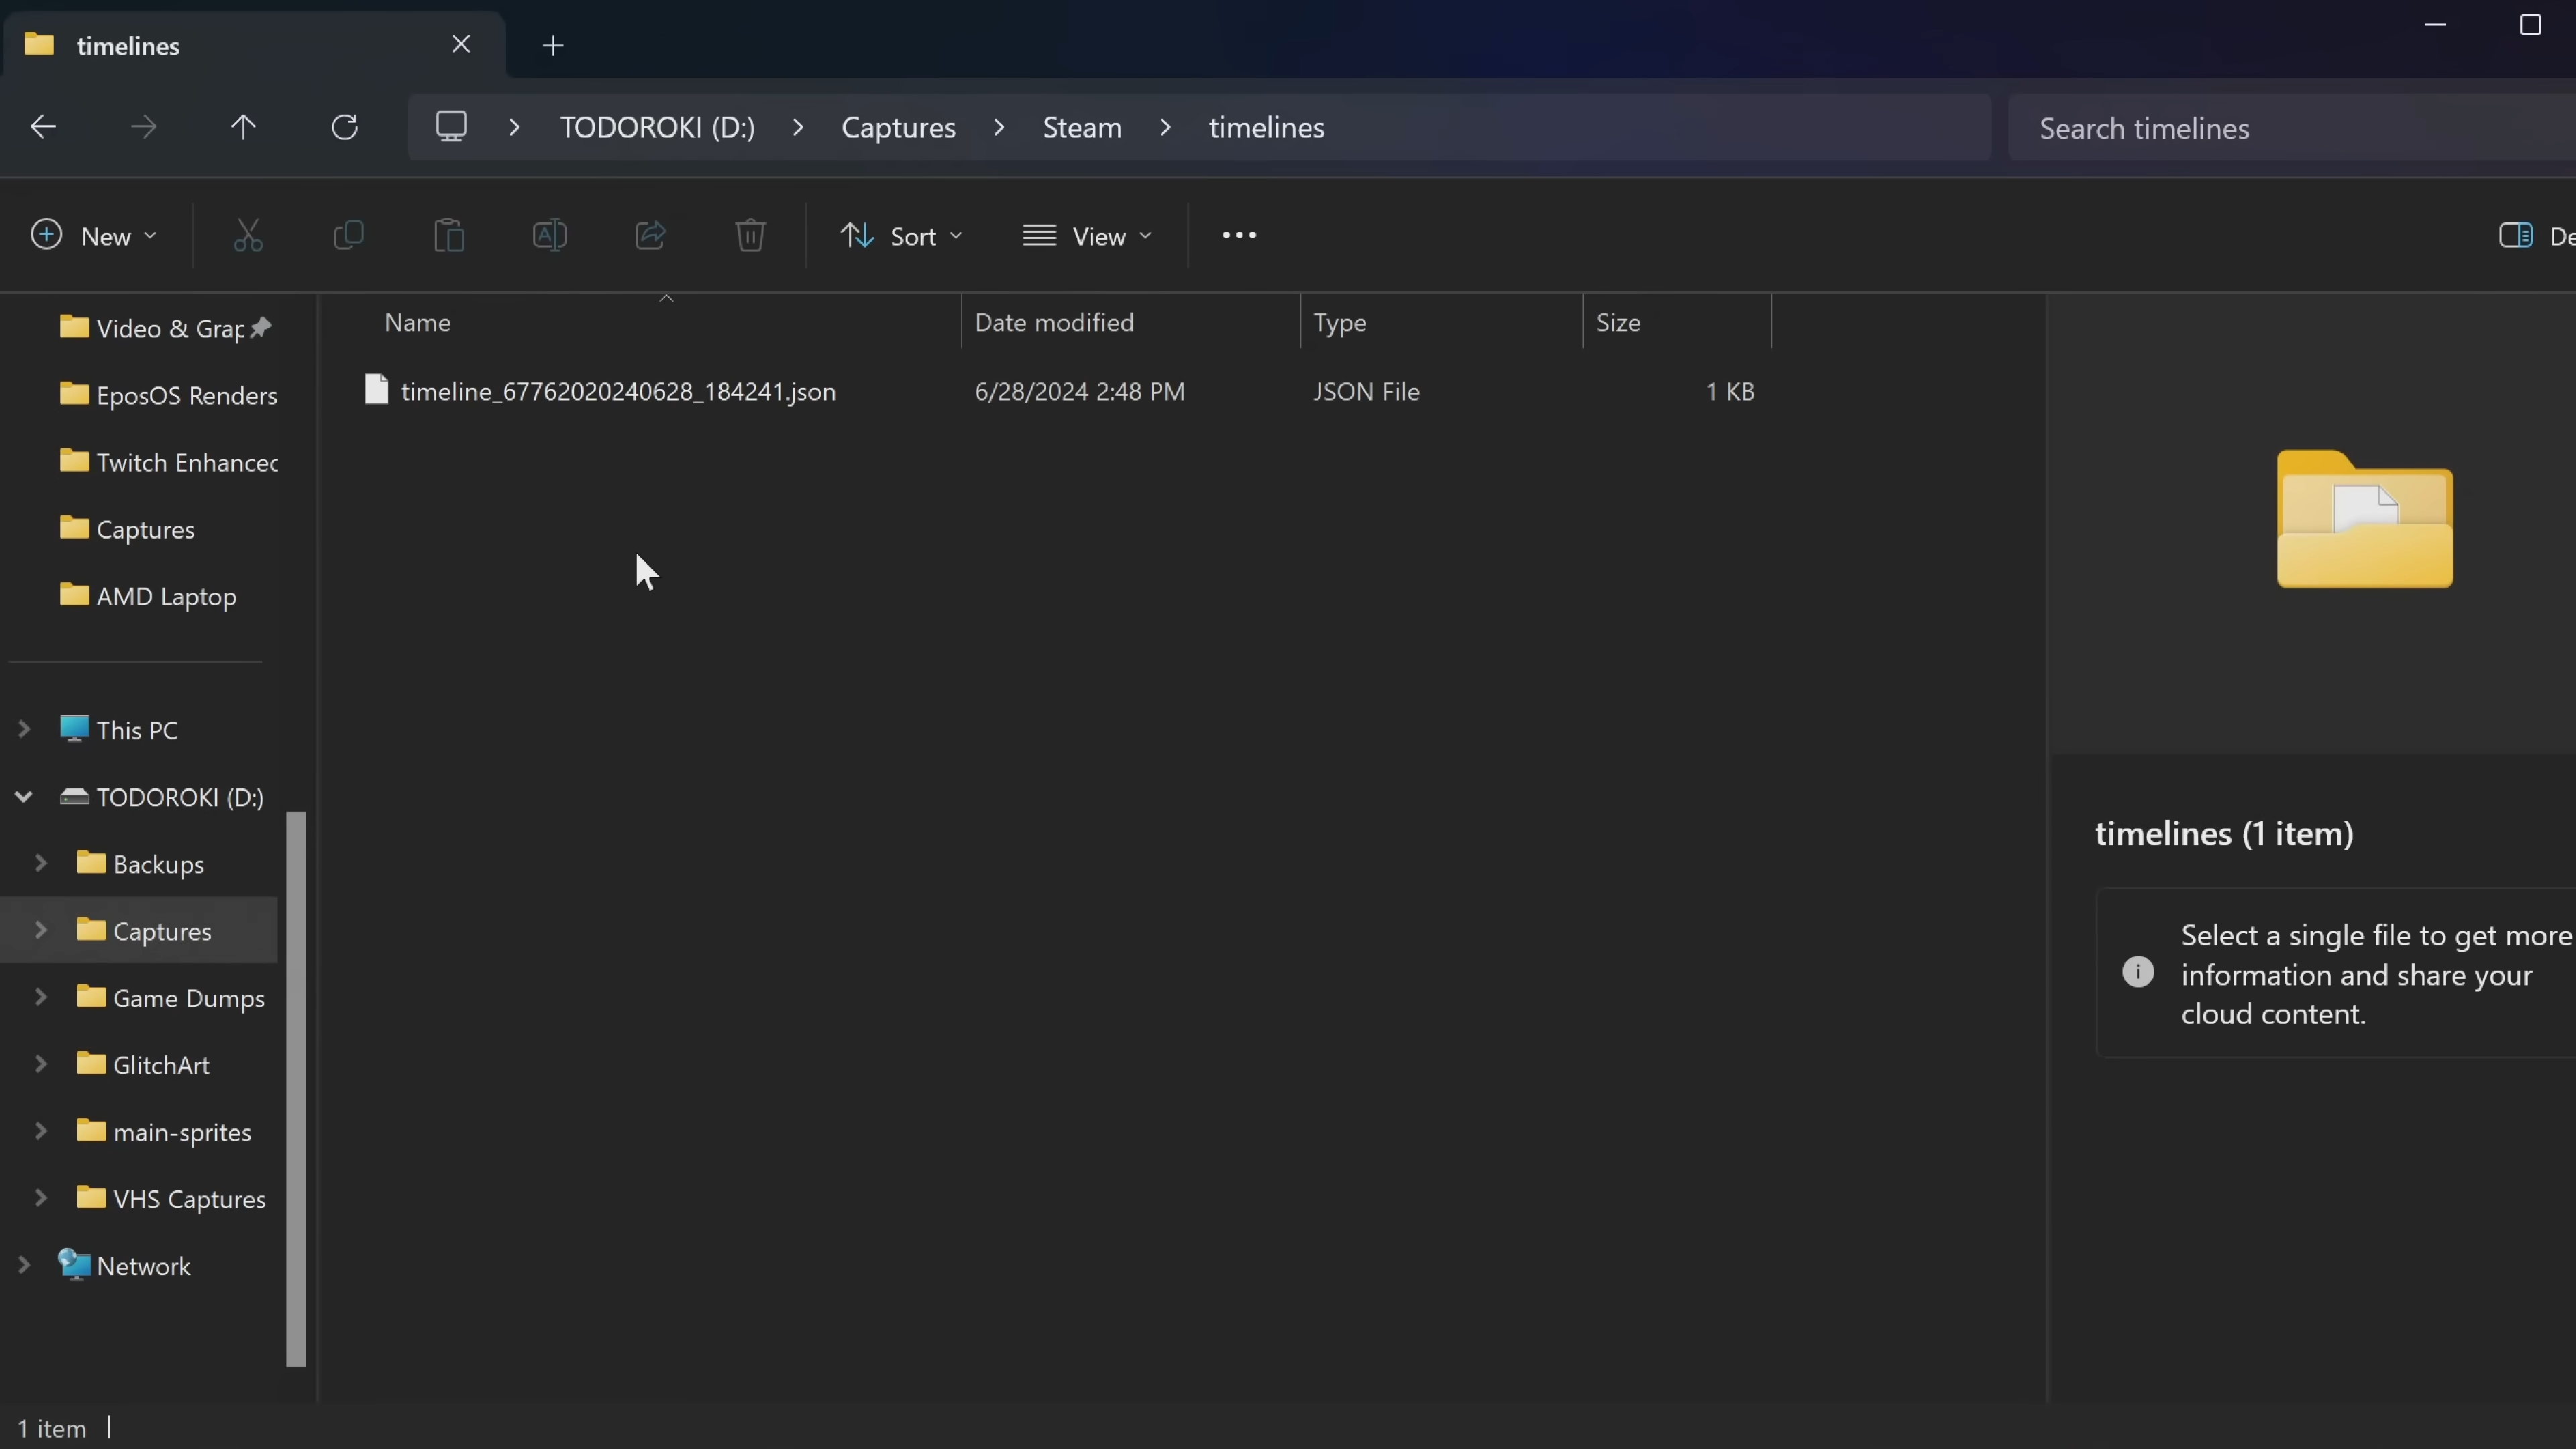 timelines
TODOROKI (D:) Captures Steam timelines
Search timelines
New
Sort
View
De
Name
Date modified
Type
Size
timeline_67762020240628_184241.json
6/28/2024 2:48 PM
JSON File
1 KB
Video & Grap
EposOS Renders
Twitch Enhanced
Captures
AMD Laptop
This PC
TODOROKI (D:)
Backups
Captures
Game Dumps
GlitchArt
main-sprites
VHS Captures
Network
timelines (1 item)
Select a single file to get more
information and share your
cloud content.
1 item